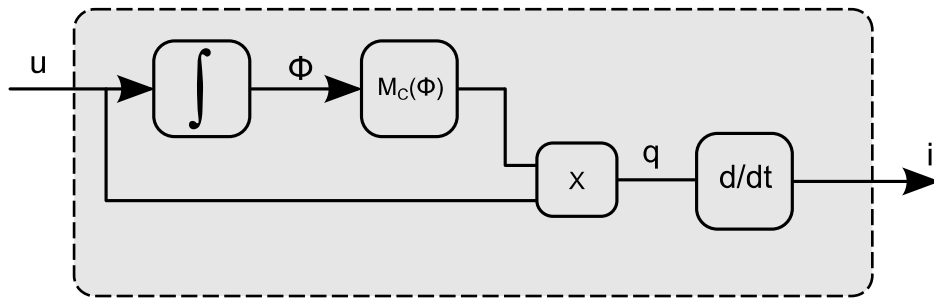 u
∫
Φ
M_C(Φ)
X
q
d/dt
i